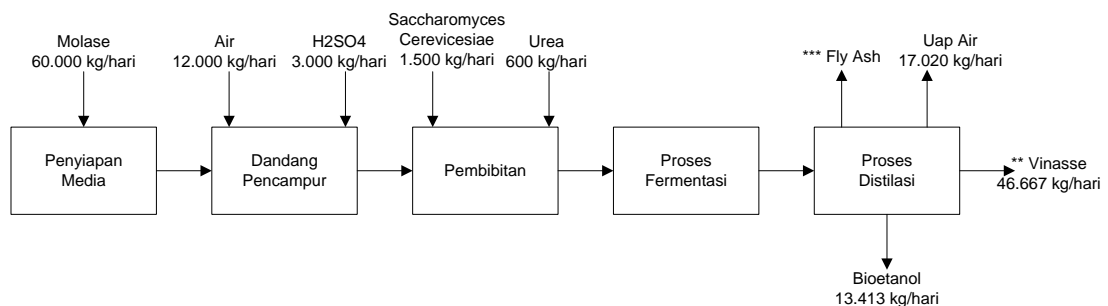 Molase
60.000 kg/hari
Air
12.000 kg/hari
H2SO4
3.000 kg/hari
Saccharomyces
Cerevicesiae
1.500 kg/hari
Urea
600 kg/hari
*** Fly Ash
Uap Air
17.020 kg/hari
Penyiapan
Media
Dandang
Pencampur
Pembibitan
Proses
Fermentasi
Proses
Distilasi
** Vinasse
46.667 kg/hari
Bioetanol
13.413 kg/hari